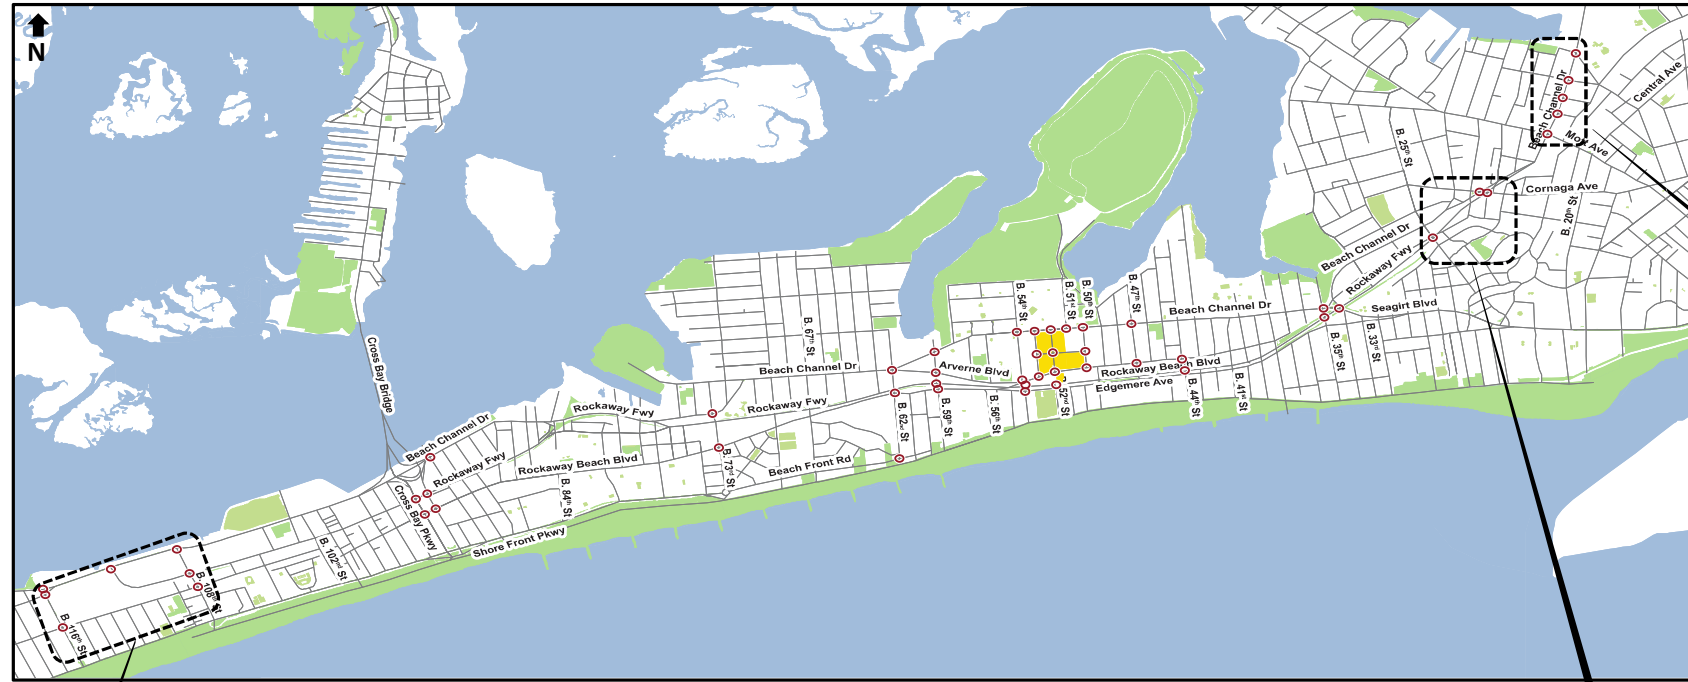 N
Central Ave
Beach Channel Dr
Mott Ave
B. 25th St
Cornaga Ave
B. 20th St
Beach Channel Dr
Rockaway Fwy
Seagirt Blvd
B. 54th St
B. 51st St
B. 50th St
B. 47th St
Beach Channel Dr
B. 35th St
B. 33rd St
B. 67th St
Cross Bay Bridge
Beach Channel Dr
Arverne Blvd
Rockaway Beach Blvd
Edgemere Ave
B. 62nd St
B. 59th St
B. 56th St
52nd St
B. 44th St
B. 41st St
Rockaway Fwy
Rockaway Fwy
Beach Channel Dr
Rockaway Fwy
Rockaway Beach Blvd
B. 73rd St
Beach Front Rd
B. 84th St
Cross Bay Pkwy
Shore Front Pkwy
B. 102nd St
B. 108th St
B. 116th St